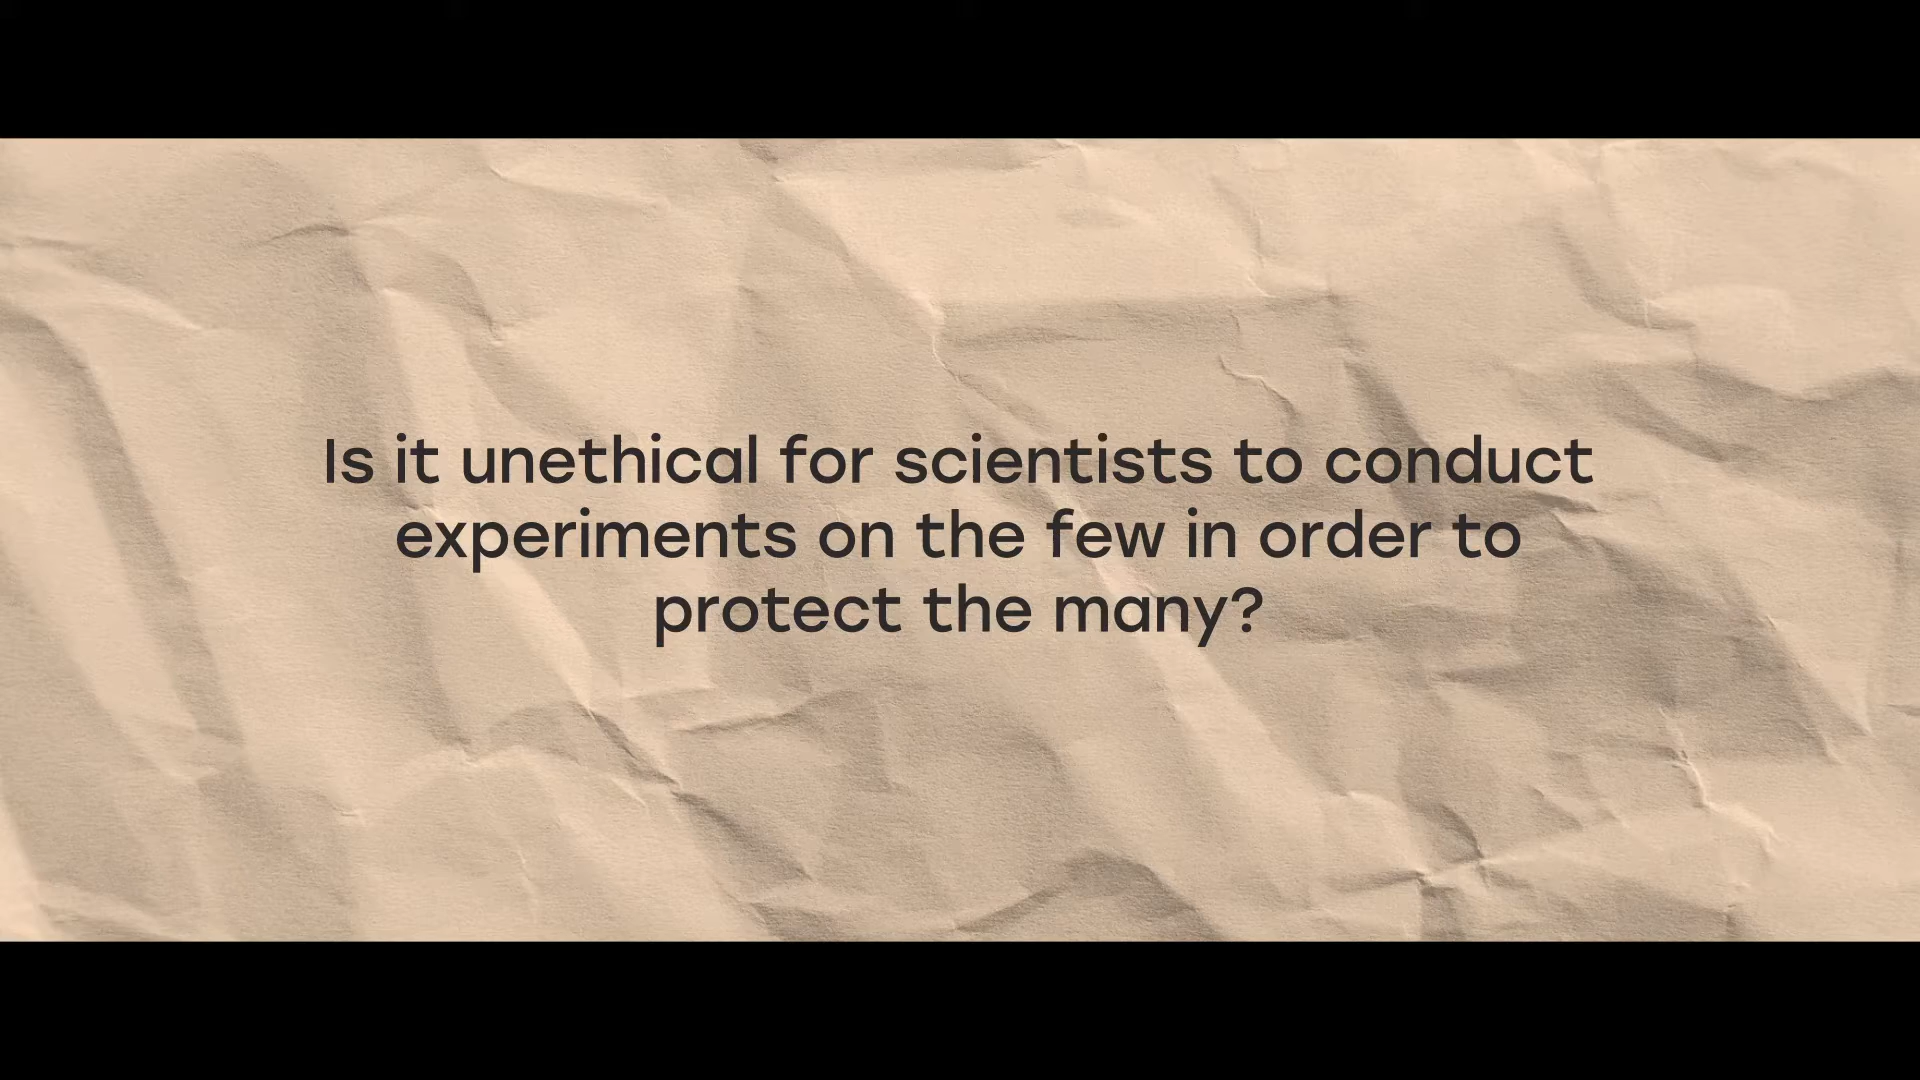 Is it unethical for scientists to conduct
experiments on the few in order to
protect the many?